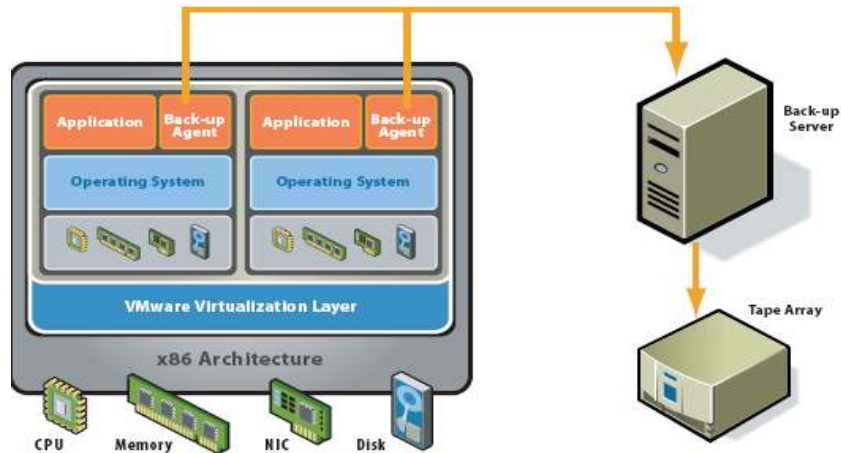 Application
Back-up
Agent
Application
Back-up
Agent
Operating System
Operating System
VMware Virtualization Layer
x86 Architecture
CPU
Memory
NIC
Disk
Back-up
Server
Tape Array